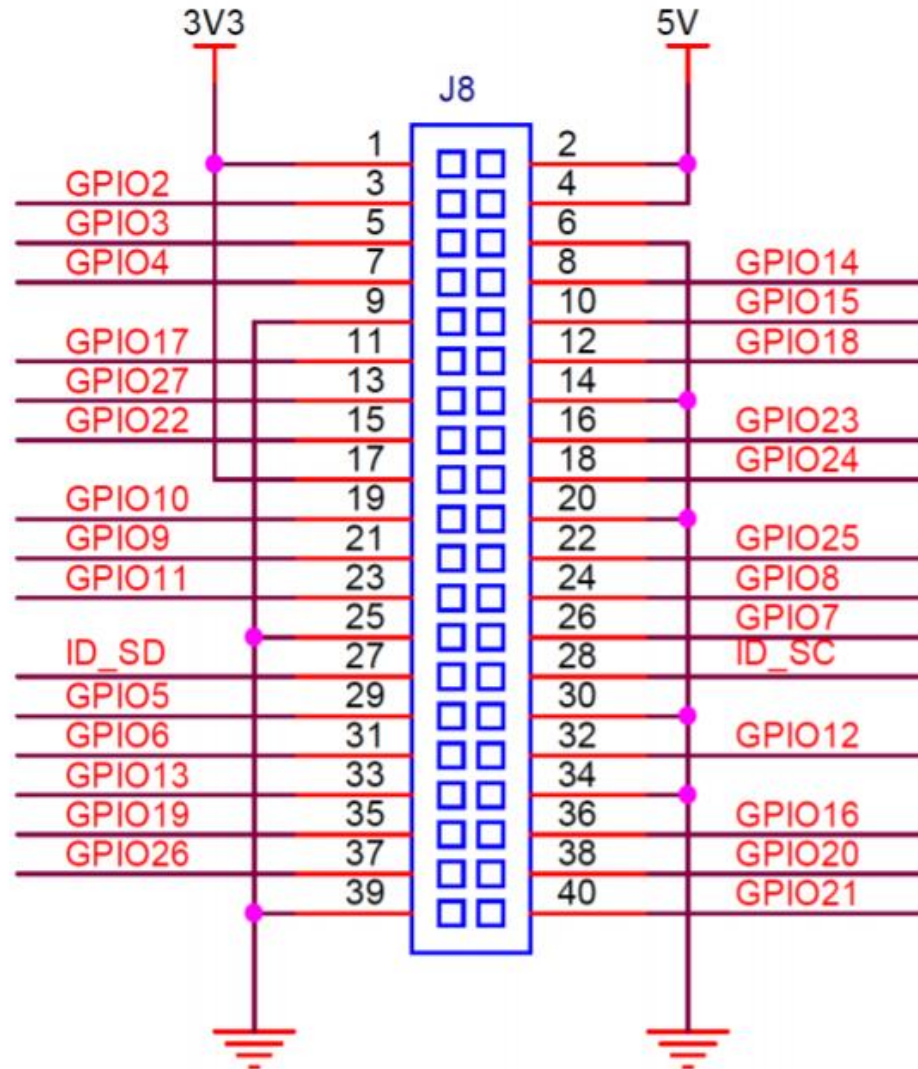 3V3 5V
J8
1 2
GPIO2 3 4
GPIO3 5 6
GPIO4 7 8 GPIO14
9 10 GPIO15
GPIO17 11 12 GPIO18
GPIO27 13 14
GPIO22 15 16 GPIO23
17 18 GPIO24
GPIO10 19 20
GPIO9 21 22 GPIO25
GPIO11 23 24 GPIO8
25 26 GPIO7
ID_SD 27 28 ID_SC
GPIO5 29 30
GPIO6 31 32 GPIO12
GPIO13 33 34
GPIO19 35 36 GPIO16
GPIO26 37 38 GPIO20
39 40 GPIO21